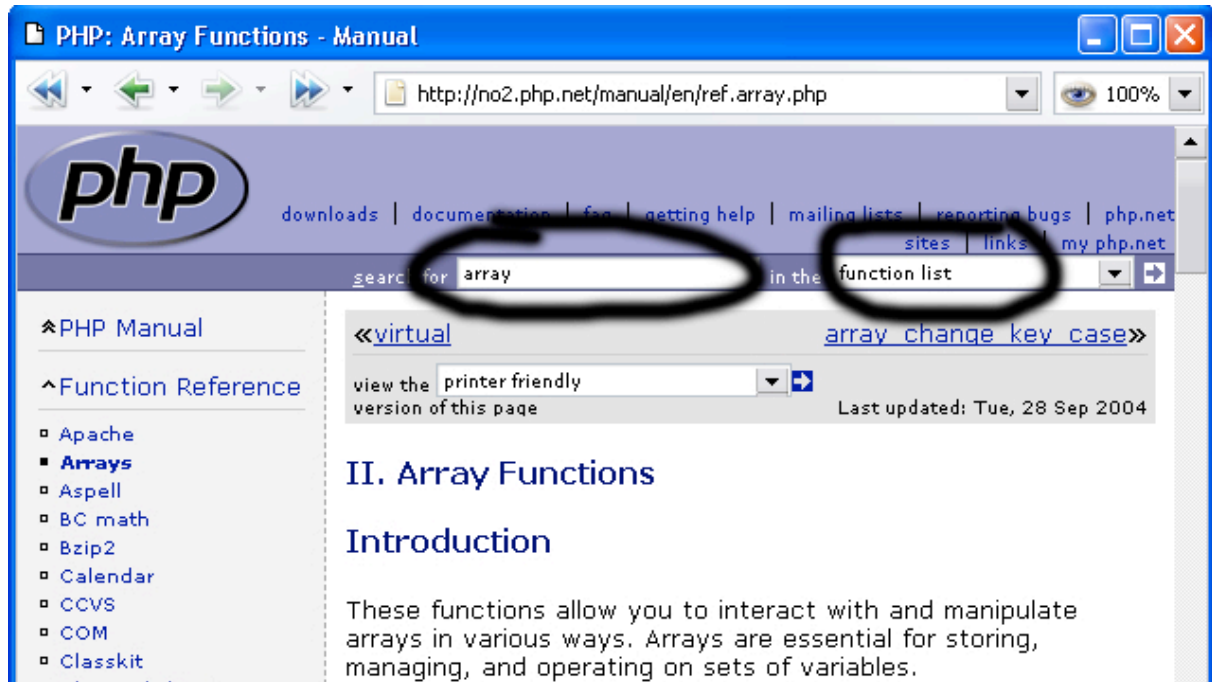 PHP: Array Functions - Manual
http://no2.php.net/manual/en/ref.array.php
100%
php
downloads | documentation | faq | getting help | mailing lists | reporting bugs | php.net
sites | links | my php.net
search for array in the function list
PHP Manual
Function Reference
Apache
Arrays
Aspell
BC math
Bzip2
Calendar
CCVS
COM
Classkit
«virtual
array_change_key_case»
view the printer friendly
version of this page
Last updated: Tue, 28 Sep 2004
II. Array Functions
Introduction
These functions allow you to interact with and manipulate
arrays in various ways. Arrays are essential for storing,
managing, and operating on sets of variables.